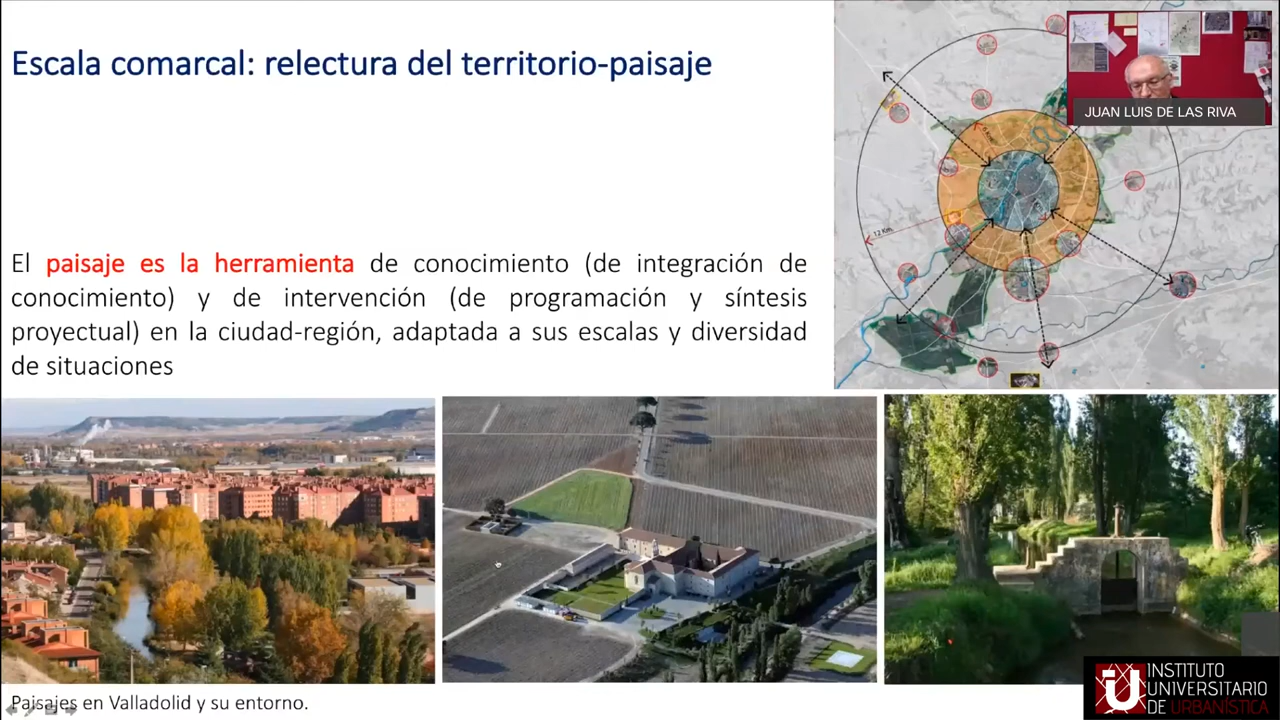 Escala comarcal: relectura del territorio-paisaje
JUAN LUIS DE LAS RIVA
12 Km.
El paisaje es la herramienta de conocimiento (de integración de
conocimiento) y de intervención (de programación y síntesis
proyectual) en la ciudad-región, adaptada a sus escalas y diversidad
de situaciones
Paisajes en Valladolid y su entorno.
INSTITUTO
UNIVERSITARIO
DE URBANÍSTICA